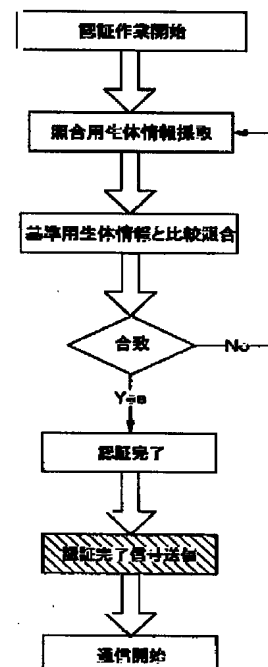 認証作業開始
照合用生体情報採取
基準用生体情報と比較照合
合致
No
Yes
認証完了
認証完了信号送信
通信開始